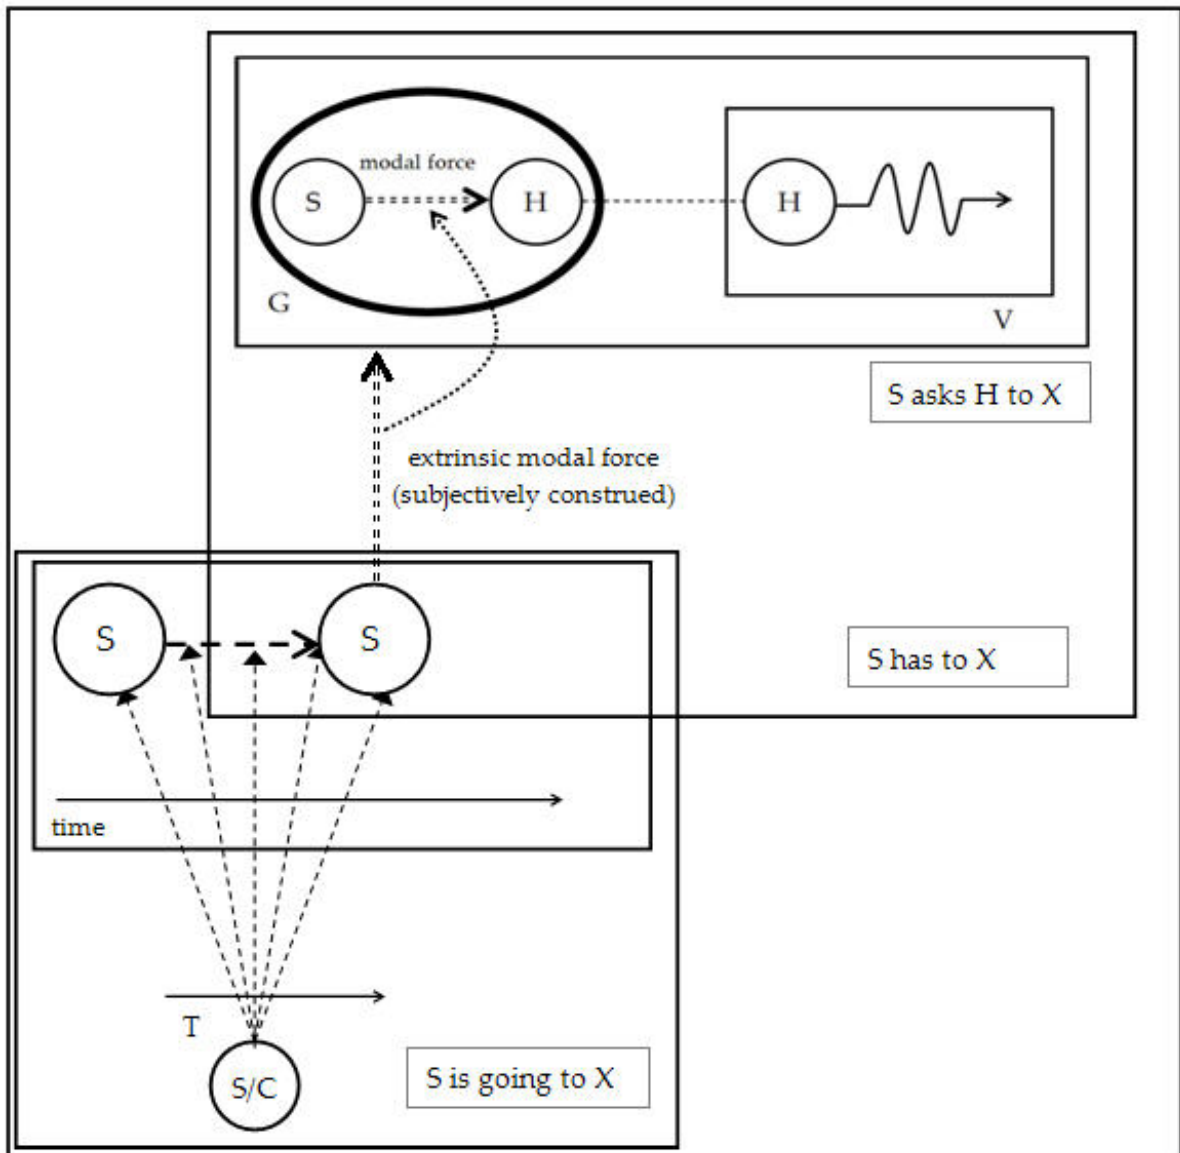 modal force
S
H
H
G
V
S asks H to X
extrinsic modal force
(subjectively construed)
S
S
S has to X
time
T
S/C
S is going to X